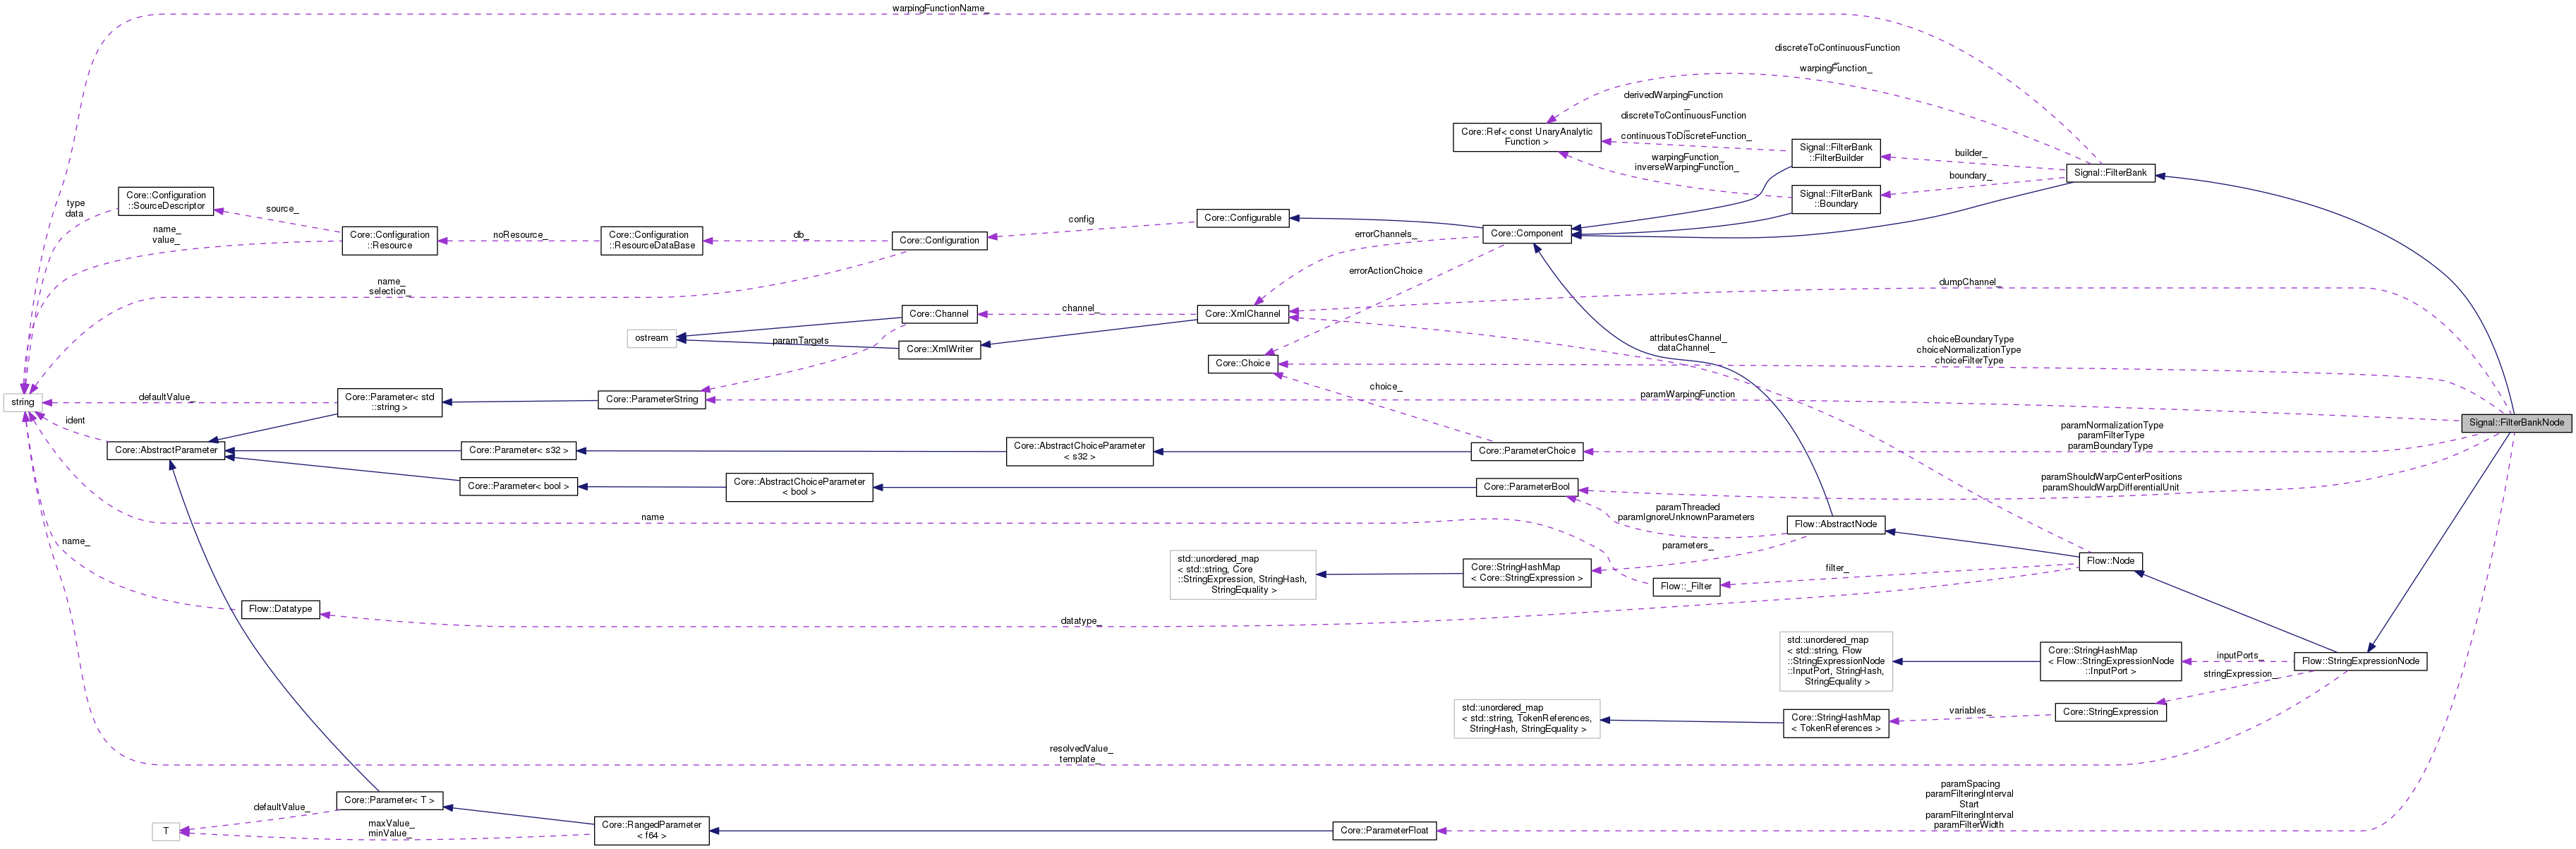 warpingFunctionName_
discreteToContinuousFunction
_
warpingFunction_
derivedWarpingFunction
_
discreteToContinuousFunction
_
continuousToDiscreteFunction_
warpingFunction_
inverseWarpingFunction_
Core::Ref< const UnaryAnalytic
Function >
Signal::FilterBank
::FilterBuilder
builder_
Signal::FilterBank
boundary_
Signal::FilterBank
::Boundary
Core::Configuration
::SourceDescriptor
type
data
source_
name_
value_
Core::Configuration
::Resource
noResource_
Core::Configuration
::ResourceDataBase
db_
Core::Configuration
config
Core::Configurable
Core::Component
errorChannels_
errorActionChoice
name_
selection_
dumpChannel_
Core::Channel
channel_
Core::XmlChannel
ostream
paramTargets
Core::XmlWriter
attributesChannel_
dataChannel_
choiceBoundaryType
choiceNormalizationType
choiceFilterType
Core::Choice
choice_
string
defaultValue_
Core::Parameter< std
::string >
Core::ParameterString
paramWarpingFunction
ident
Core::AbstractParameter
Core::Parameter< s32 >
Core::AbstractChoiceParameter
< s32 >
Core::ParameterChoice
paramNormalizationType
paramFilterType
paramBoundaryType
Signal::FilterBankNode
Core::Parameter< bool >
Core::AbstractChoiceParameter
< bool >
Core::ParameterBool
paramShouldWarpCenterPositions
paramShouldWarpDifferentialUnit
name
paramThreaded
paramIgnoreUnknownParameters
Flow::AbstractNode
parameters_
name_
std::unordered_map
< std::string, Core
::StringExpression, StringHash,
StringEquality >
Core::StringHashMap
< Core::StringExpression >
Flow::_Filter
filter_
Flow::Node
Flow::Datatype
datatype_
std::unordered_map
< std::string, Flow
::StringExpressionNode
::InputPort, StringHash,
StringEquality >
Core::StringHashMap
< Flow::StringExpressionNode
::InputPort >
inputPorts_
stringExpression_
Flow::StringExpressionNode
std::unordered_map
< std::string, TokenReferences,
StringHash, StringEquality >
Core::StringHashMap
< TokenReferences >
variables_
Core::StringExpression
resolvedValue_
template_
Core::Parameter< T >
defaultValue_
T
maxValue_
minValue_
Core::RangedParameter
< f64 >
Core::ParameterFloat
paramSpacing
paramFilteringInterval
Start
paramFilteringInterval
paramFilterWidth